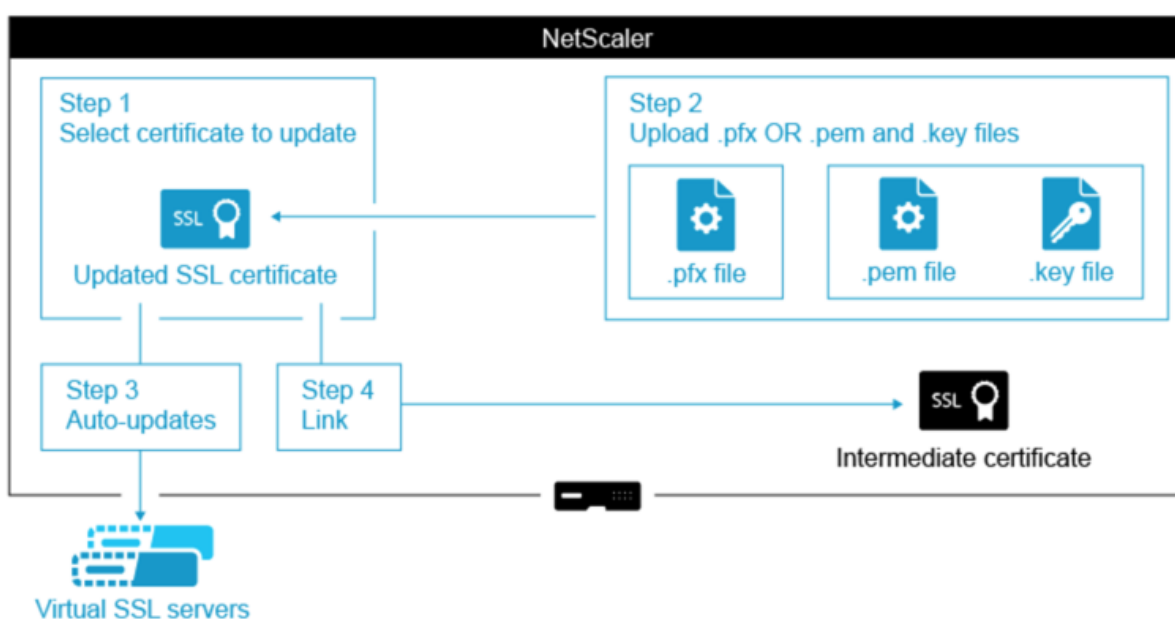 NetScaler
Step 1
Select certificate to update
SSL
Updated SSL certificate
Step 2
Upload .pfx OR .pem and .key files
.pfx file
.pem file
.key file
Step 3
Auto-updates
Step 4
Link
SSL
Intermediate certificate
Virtual SSL servers